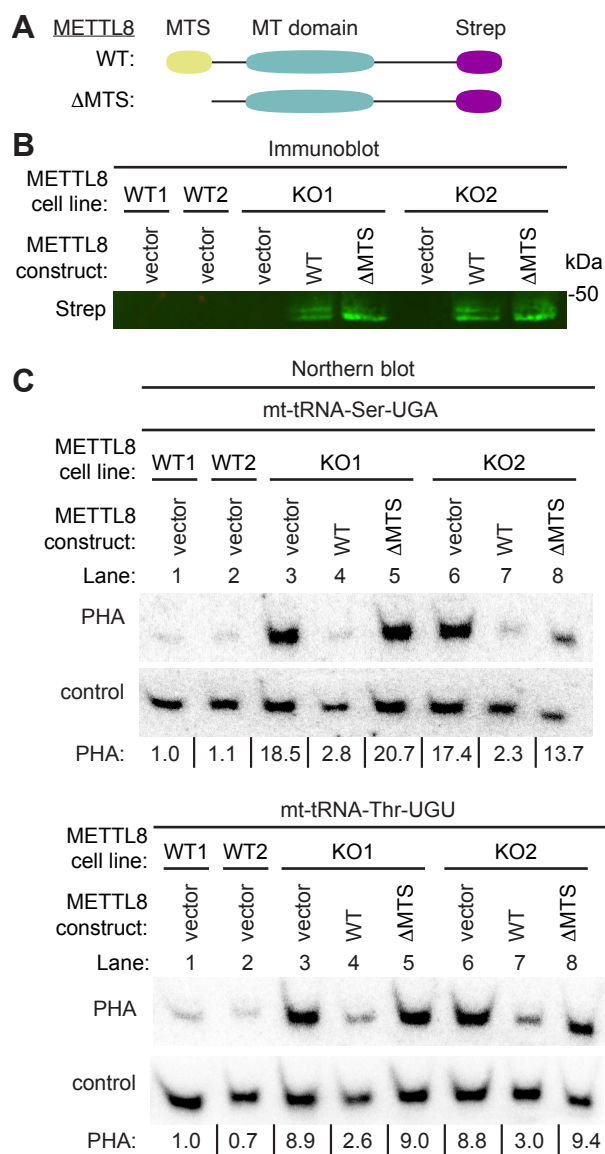 A
METTL8 MTS MT domain Strep
WT:
ΔMTS:
B
Immunoblot
METTL8
cell line: WT1 WT2 KO1 KO2
METTL8
construct: vector vector vector WT ΔMTS vector WT ΔMTS kDa
-50
Strep
C
Northern blot
mt-tRNA-Ser-UGA
METTL8
cell line: WT1 WT2 KO1 KO2
METTL8
construct: vector vector vector WT ΔMTS vector WT ΔMTS
Lane: 1 2 3 4 5 6 7 8
PHA
control
PHA: 1.0 1.1 18.5 2.8 20.7 17.4 2.3 13.7
mt-tRNA-Thr-UGU
METTL8
cell line: WT1 WT2 KO1 KO2
METTL8
construct: vector vector vector WT ΔMTS vector WT ΔMTS
Lane: 1 2 3 4 5 6 7 8
PHA
control
PHA: 1.0 0.7 8.9 2.6 9.0 8.8 3.0 9.4